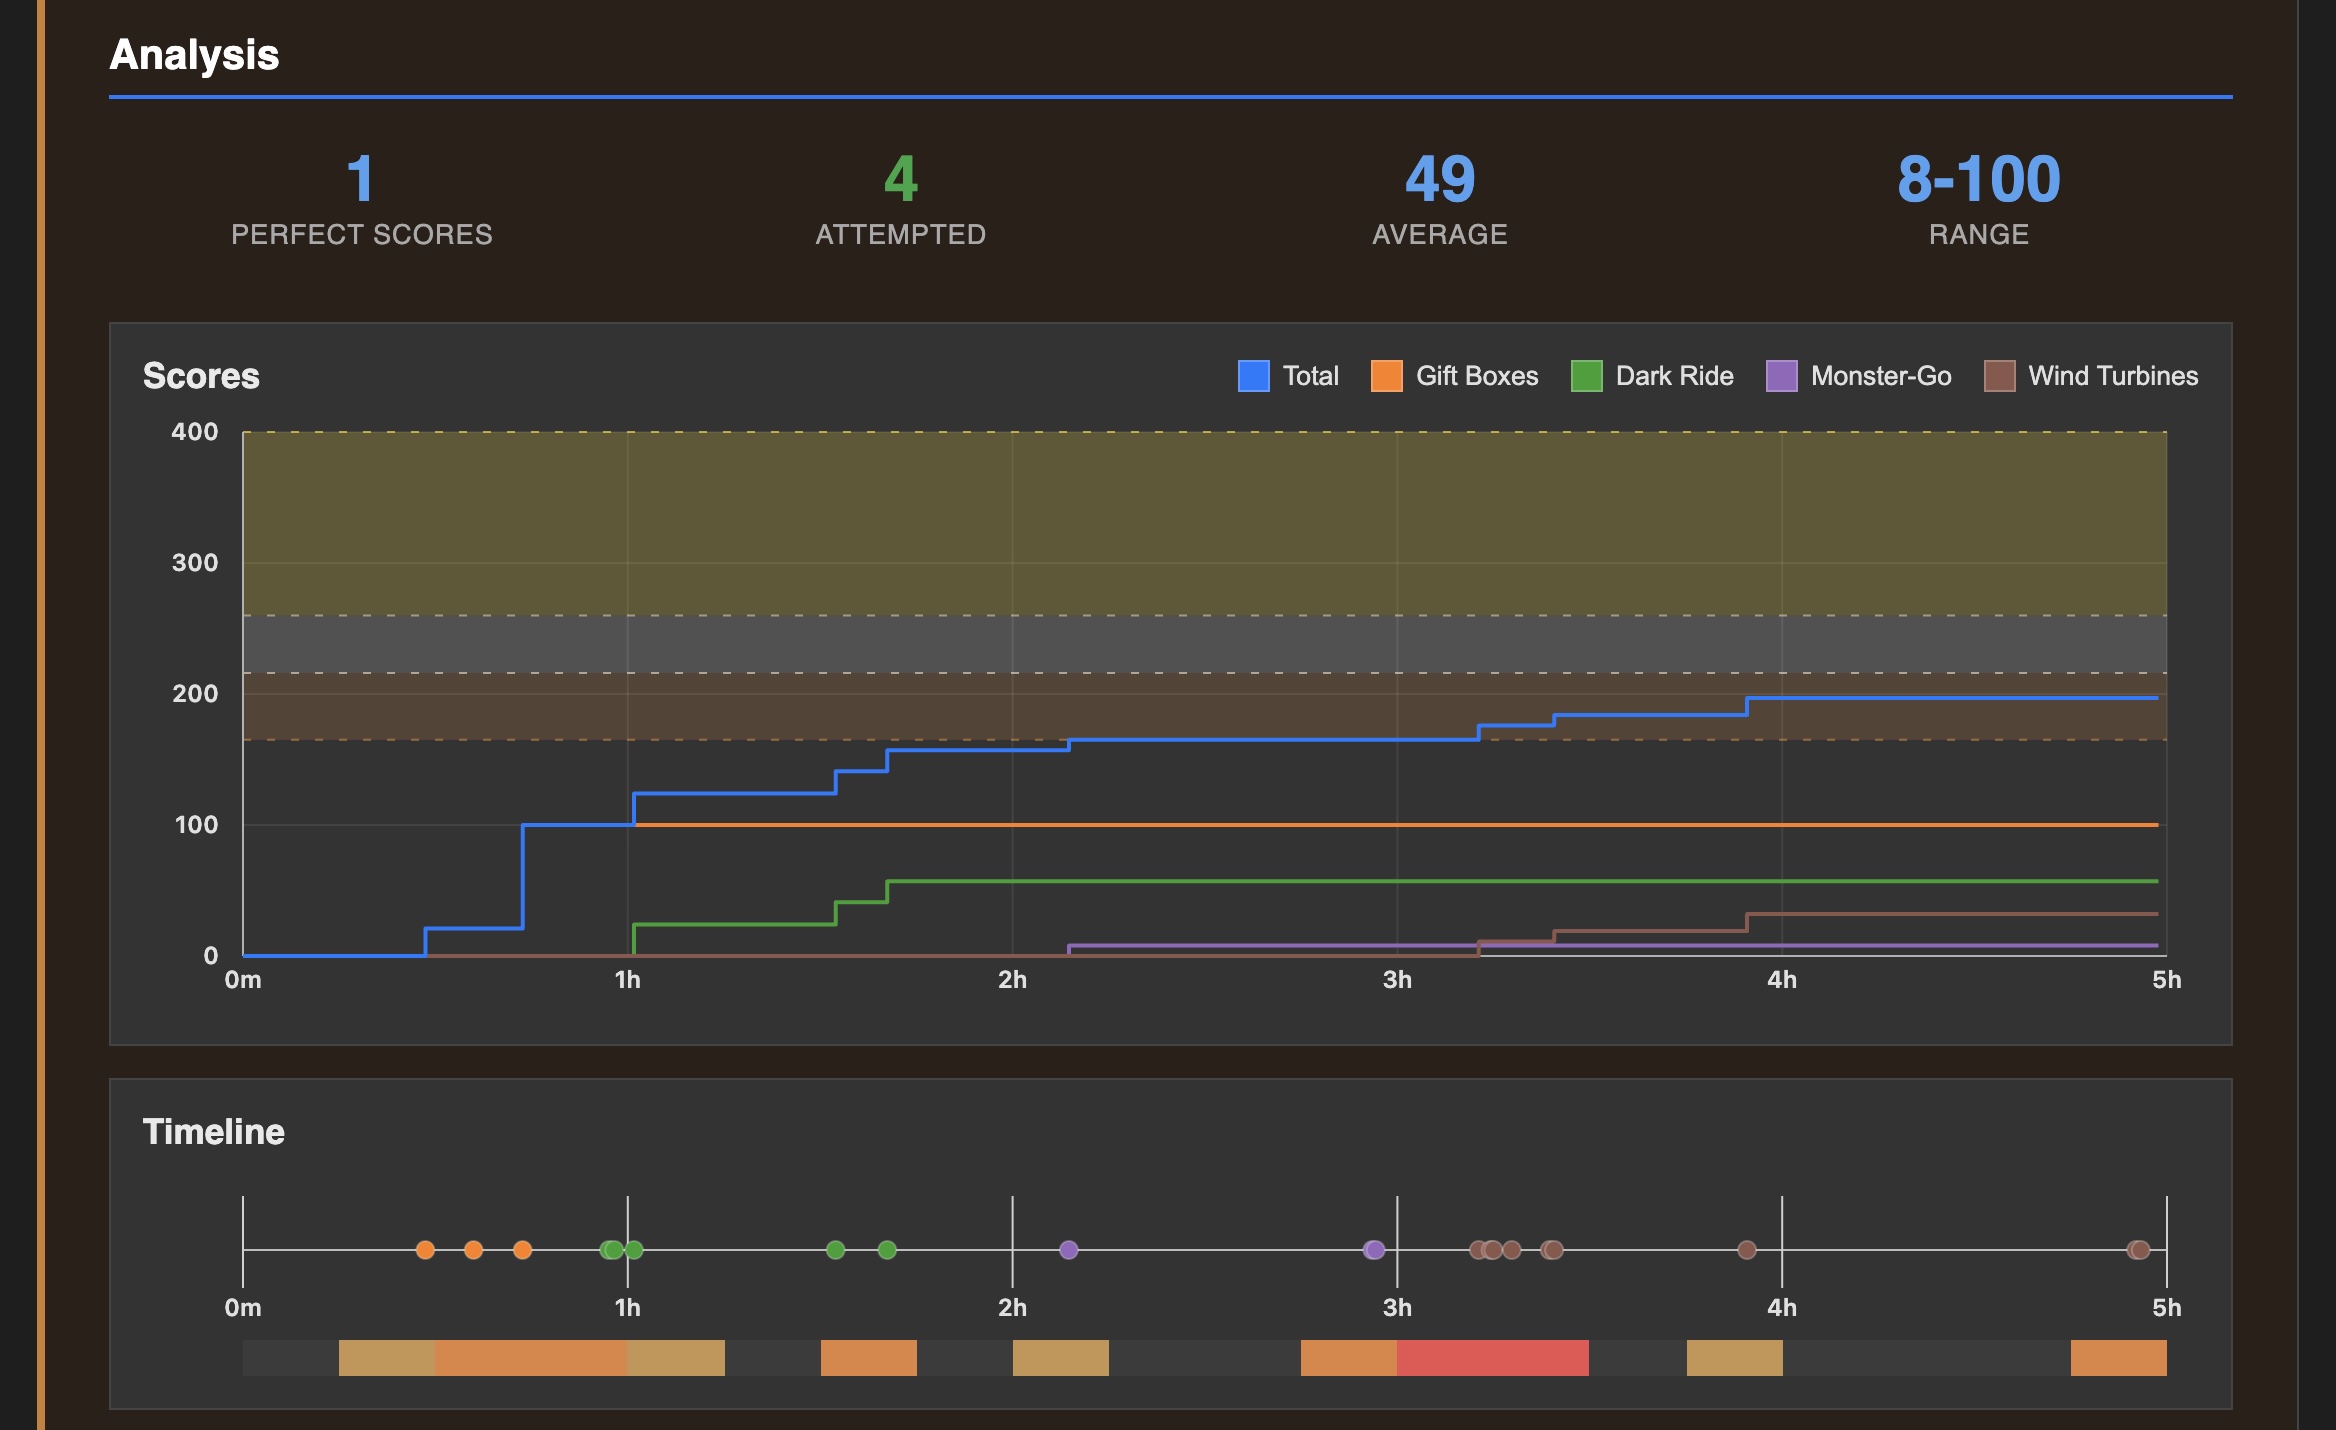 Analysis
1 4 49 8-100
PERFECT SCORES ATTEMPTED AVERAGE RANGE
Scores Total Gift Boxes Dark Ride Monster-Go Wind Turbines
400
300
200
100
0
0m 1h 2h 3h 4h 5h
Timeline
0m 1h 2h 3h 4h 5h